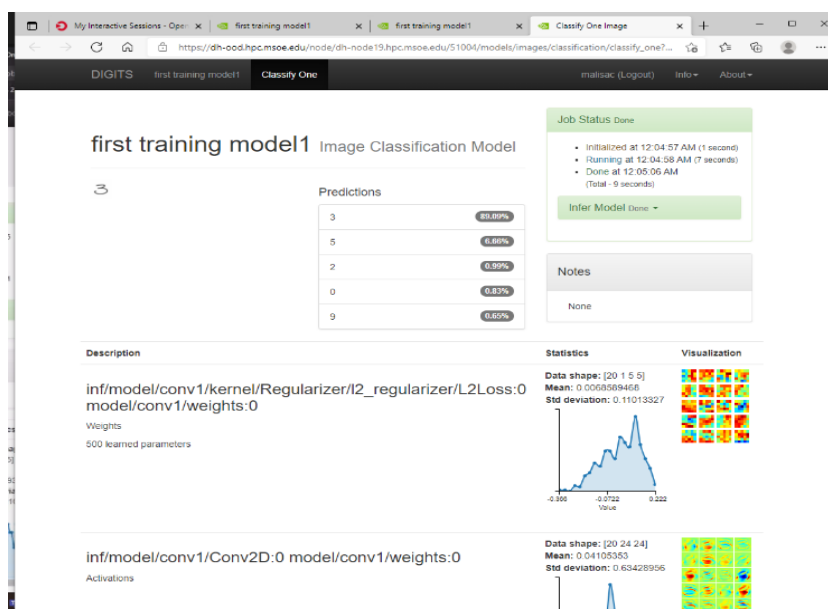 My Interactive Sessions - Open
first training model1
first training model1
Classify One Image
https://dh-ood.hpc.msoe.edu/node/dh-node19.hpc.msoe.edu/51004/models/images/classification/classify_one?...
DIGITS
first training model1
Classify One
malisac (Logout)
Info
About
first training model1 Image Classification Model
3
Predictions
3 89.09%
5 6.66%
2 0.99%
0 0.83%
9 0.65%
Job Status Done
Initialized at 12:04:57 AM (1 second)
Running at 12:04:58 AM (7 seconds)
Done at 12:05:06 AM
(Total - 9 seconds)
Infer Model Done
Notes
None
Description
Statistics
Visualization
inf/model/conv1/kernel/Regularizer/l2_regularizer/L2Loss:0
model/conv1/weights:0
Weights
500 learned parameters
Data shape: [20 1 5 5]
Mean: 0.0068589468
Std deviation: 0.11013327
-0.366 -0.0722 0.222
Value
inf/model/conv1/Conv2D:0 model/conv1/weights:0
Activations
Data shape: [20 24 24]
Mean: 0.04105353
Std deviation: 0.63428956